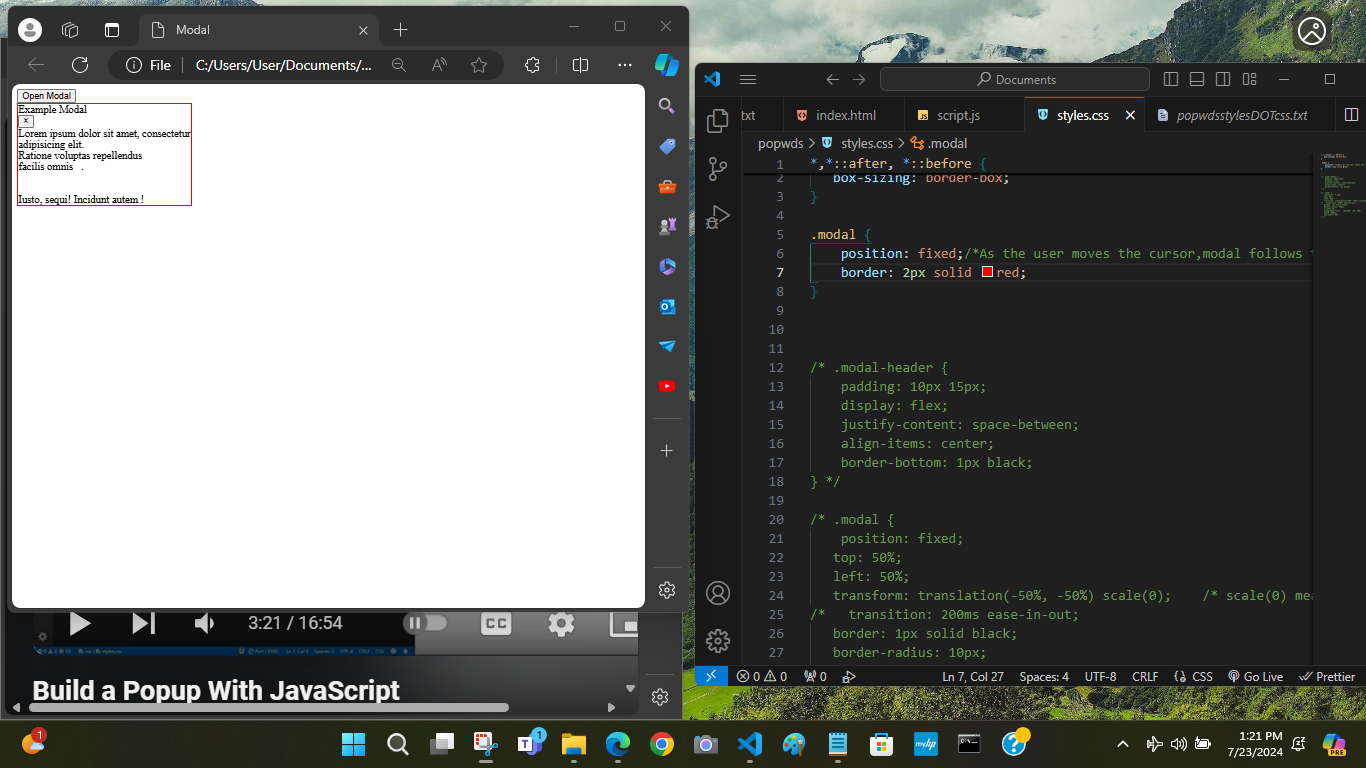 Modal
File
C:/Users/User/Documents/...
Open Modal
Example Modal
x
Lorem ipsum dolor sit amet, consectetur
adipisicing elit.
Ratione voluptas repellendus
facilis omnis .
Iusto, sequi! Incidunt autem !
3:21 / 16:54
CC
Build a Popup With JavaScript
Documents
txt
index.html
script.js
styles.css
popwdsstylesDOTcss.txt
popwds > styles.css > .modal
1 *,*::after, *::before {
2 box-sizing: border-box;
3 }
4
5 .modal {
6 position: fixed;/*As the user moves the cursor,modal follows
7 border: 2px solid red;
8 }
9
10
11
12 /* .modal-header {
13 padding: 10px 15px;
14 display: flex;
15 justify-content: space-between;
16 align-items: center;
17 border-bottom: 1px black;
18 } */
19
20 /* .modal {
21 position: fixed;
22 top: 50%;
23 left: 50%;
24 transform: translation(-50%, -50%) scale(0); /* scale(0) mea
25 /* transition: 200ms ease-in-out;
26 border: 1px solid black;
27 border-radius: 10px;
0 0
0
Ln 7, Col 27
Spaces: 4
UTF-8
CRLF
CSS
Go Live
Prettier
1
1
myhp
1:21 PM
7/23/2024
PRE